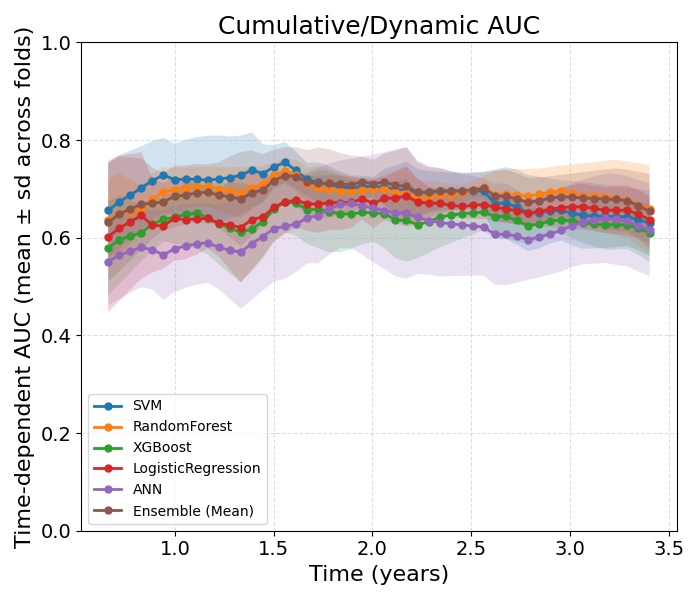 Cumulative/Dynamic AUC
Time-dependent AUC (mean ± sd across folds)
1.0
0.8
0.6
0.4
0.2
0.0
SVM
RandomForest
XGBoost
LogisticRegression
ANN
Ensemble (Mean)
1.0 1.5 2.0 2.5 3.0 3.5
Time (years)